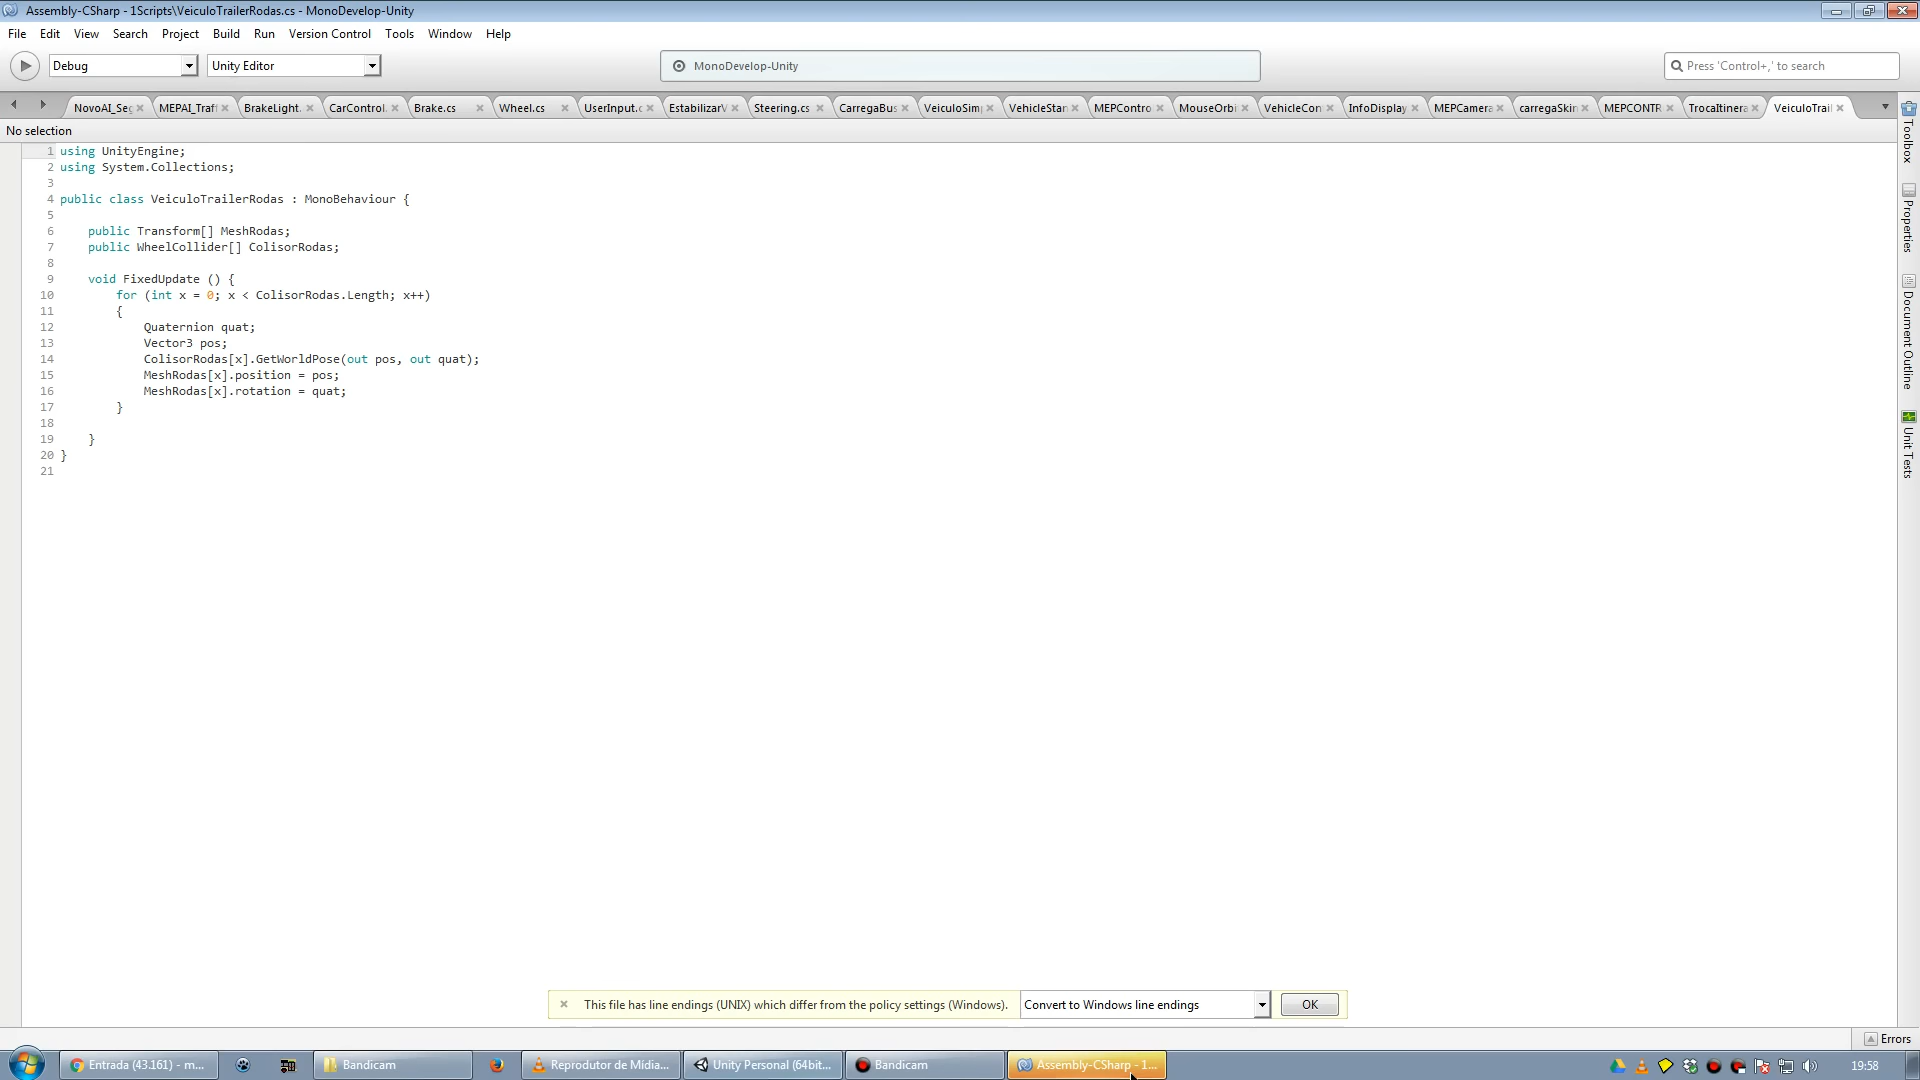 Assembly-CSharp - 1Scripts\VeiculoTrailerRodas.cs - MonoDevelop-Unity
File Edit View Search Project Build Run Version Control Tools Window Help
Debug Unity Editor MonoDevelop-Unity Press 'Control+,' to search
NovoAI_Seg MEPAI_Traff BrakeLight. CarControl. Brake.cs Wheel.cs UserInput.c EstabilizarV Steering.cs CarregaBus VeiculoSimp VehicleStan MEPContro MouseOrbi VehicleCon InfoDisplay MEPCamera carregaSkin MEPCONTR TrocaItinera VeiculoTrail
No selection
1 using UnityEngine;
2 using System.Collections;
3
4 public class VeiculoTrailerRodas : MonoBehaviour {
5
6 public Transform[] MeshRodas;
7 public WheelCollider[] ColisorRodas;
8
9 void FixedUpdate () {
10 for (int x = 0; x < ColisorRodas.Length; x++)
11 {
12 Quaternion quat;
13 Vector3 pos;
14 ColisorRodas[x].GetWorldPose(out pos, out quat);
15 MeshRodas[x].position = pos;
16 MeshRodas[x].rotation = quat;
17 }
18
19 }
20 }
21
Toolbox
Properties
Document Outline
Unit Tests
This file has line endings (UNIX) which differ from the policy settings (Windows). Convert to Windows line endings OK
Errors
Entrada (43.161) - m... Bandicam Reprodutor de Mídia... Unity Personal (64bit... Bandicam Assembly-CSharp - 1... 19:58